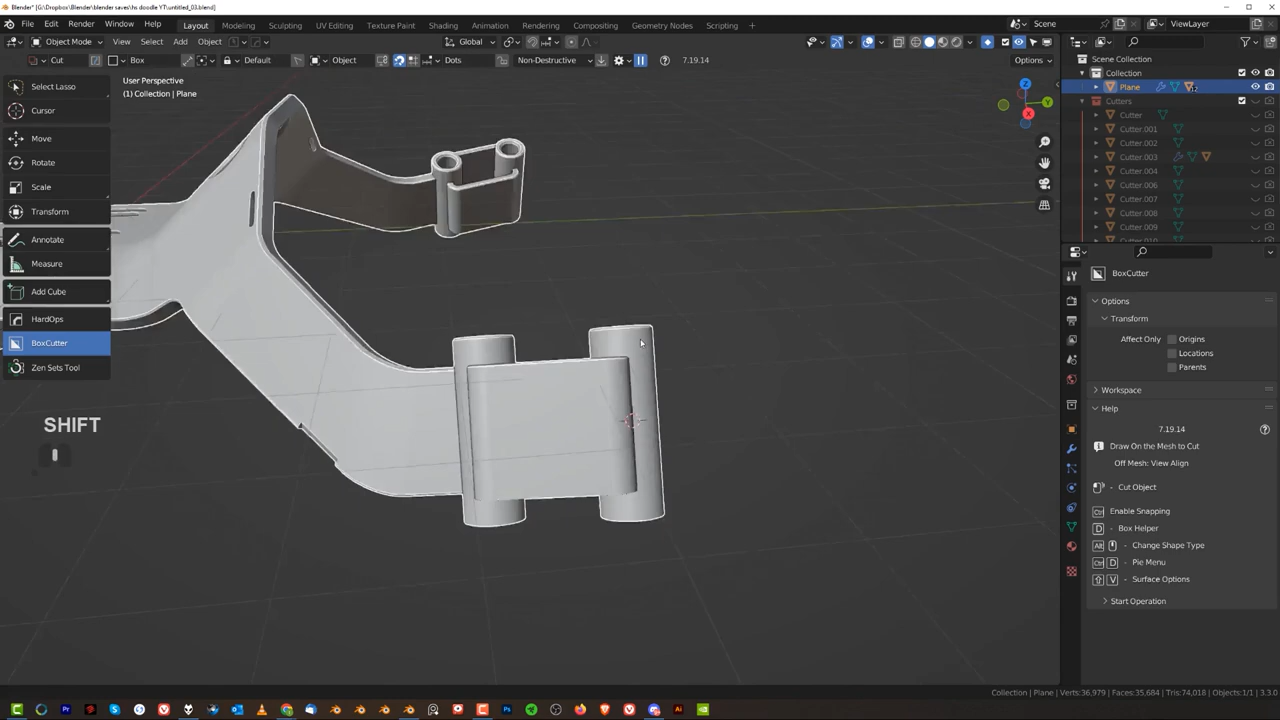 Blender* [G:\Dropbox\Blender\blender saves\hs doodle YT\untitled_03.blend]
File Edit Render Window Help Layout Modeling Sculpting UV Editing Texture Paint Shading Animation Rendering Compositing Geometry Nodes Scripting + Scene ViewLayer
Object Mode View Select Add Object Global Options
Cut Box Default Object Dots Non-Destructive 7.19.14
User Perspective
(1) Collection | Plane
Select Lasso
Cursor
Move
Rotate
Scale
Transform
Annotate
Measure
Add Cube
HardOps
BoxCutter
Zen Sets Tool
SHIFT
Z
Y
X
Scene Collection
Collection
Plane
Cutters
Cutter
Cutter.001
Cutter.002
Cutter.003
Cutter.004
Cutter.006
Cutter.007
Cutter.008
Cutter.009
Cutter.010
BoxCutter
Options
Transform
Affect Only Origins
Locations
Parents
Workspace
Help
7.19.14
Draw On the Mesh to Cut
Off Mesh: View Align
- Cut Object
Ctrl Enable Snapping
D - Box Helper
Alt - Change Shape Type
Ctrl D - Pie Menu
V - Surface Options
Start Operation
Collection | Plane | Verts:36,979 | Faces:35,684 | Tris:74,018 | Objects:1/1 | 3.3.0